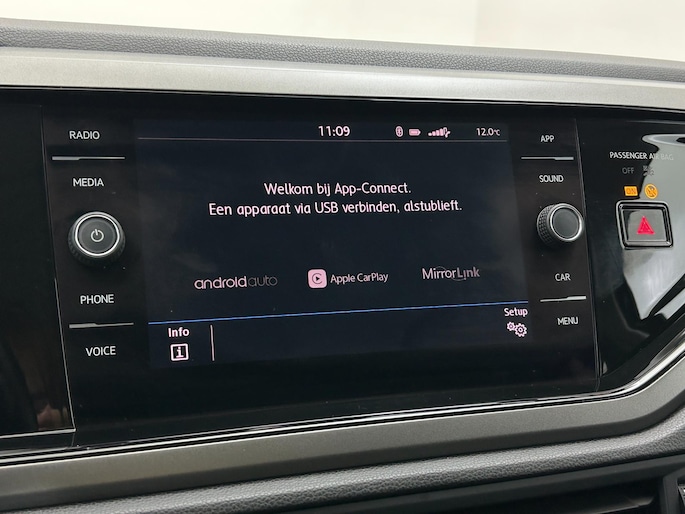 RADIO
MEDIA
PHONE
VOICE
11:09
12.0°C
Welkom bij App-Connect.
Een apparaat via USB verbinden, alstublieft.
androidauto
Apple CarPlay
MirrorLink
Info
Setup
APP
SOUND
CAR
MENU
PASSENGER AIR BAG
OFF
ON